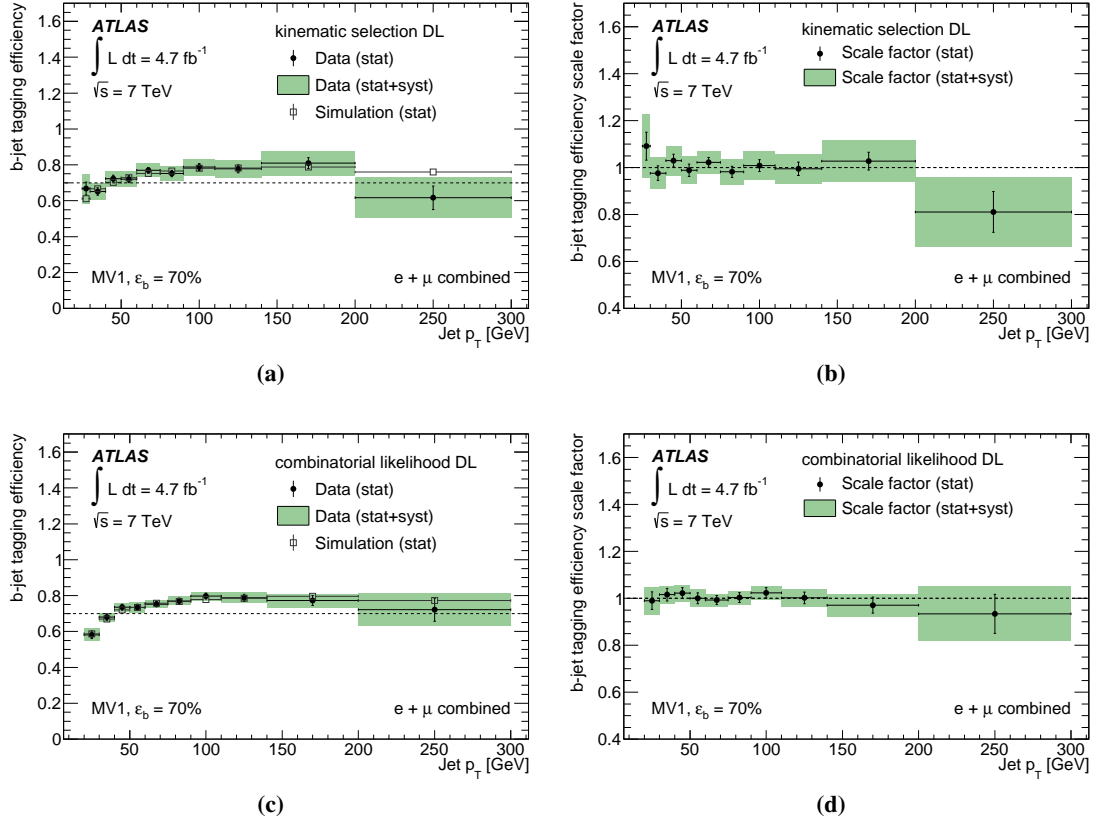 b-jet tagging efficiency
1.6
1.4
1.2
1
0.8
0.6
0.4
0.2
0
ATLAS
∫ L dt = 4.7 fb⁻¹
√s = 7 TeV
kinematic selection DL
Data (stat)
Data (stat+syst)
Simulation (stat)
MV1, ε_b = 70%
e + μ combined
50 100 150 200 250 300
Jet p_T [GeV]
(a)
b-jet tagging efficiency scale factor
1.6
1.4
1.2
1
0.8
0.6
0.4
ATLAS
∫ L dt = 4.7 fb⁻¹
√s = 7 TeV
kinematic selection DL
Scale factor (stat)
Scale factor (stat+syst)
MV1, ε_b = 70%
e + μ combined
50 100 150 200 250 300
Jet p_T [GeV]
(b)
b-jet tagging efficiency
1.6
1.4
1.2
1
0.8
0.6
0.4
0.2
0
ATLAS
∫ L dt = 4.7 fb⁻¹
√s = 7 TeV
combinatorial likelihood DL
Data (stat)
Data (stat+syst)
Simulation (stat)
MV1, ε_b = 70%
e + μ combined
50 100 150 200 250 300
Jet p_T [GeV]
(c)
b-jet tagging efficiency scale factor
1.6
1.4
1.2
1
0.8
0.6
0.4
ATLAS
∫ L dt = 4.7 fb⁻¹
√s = 7 TeV
combinatorial likelihood DL
Scale factor (stat)
Scale factor (stat+syst)
MV1, ε_b = 70%
e + μ combined
50 100 150 200 250 300
Jet p_T [GeV]
(d)